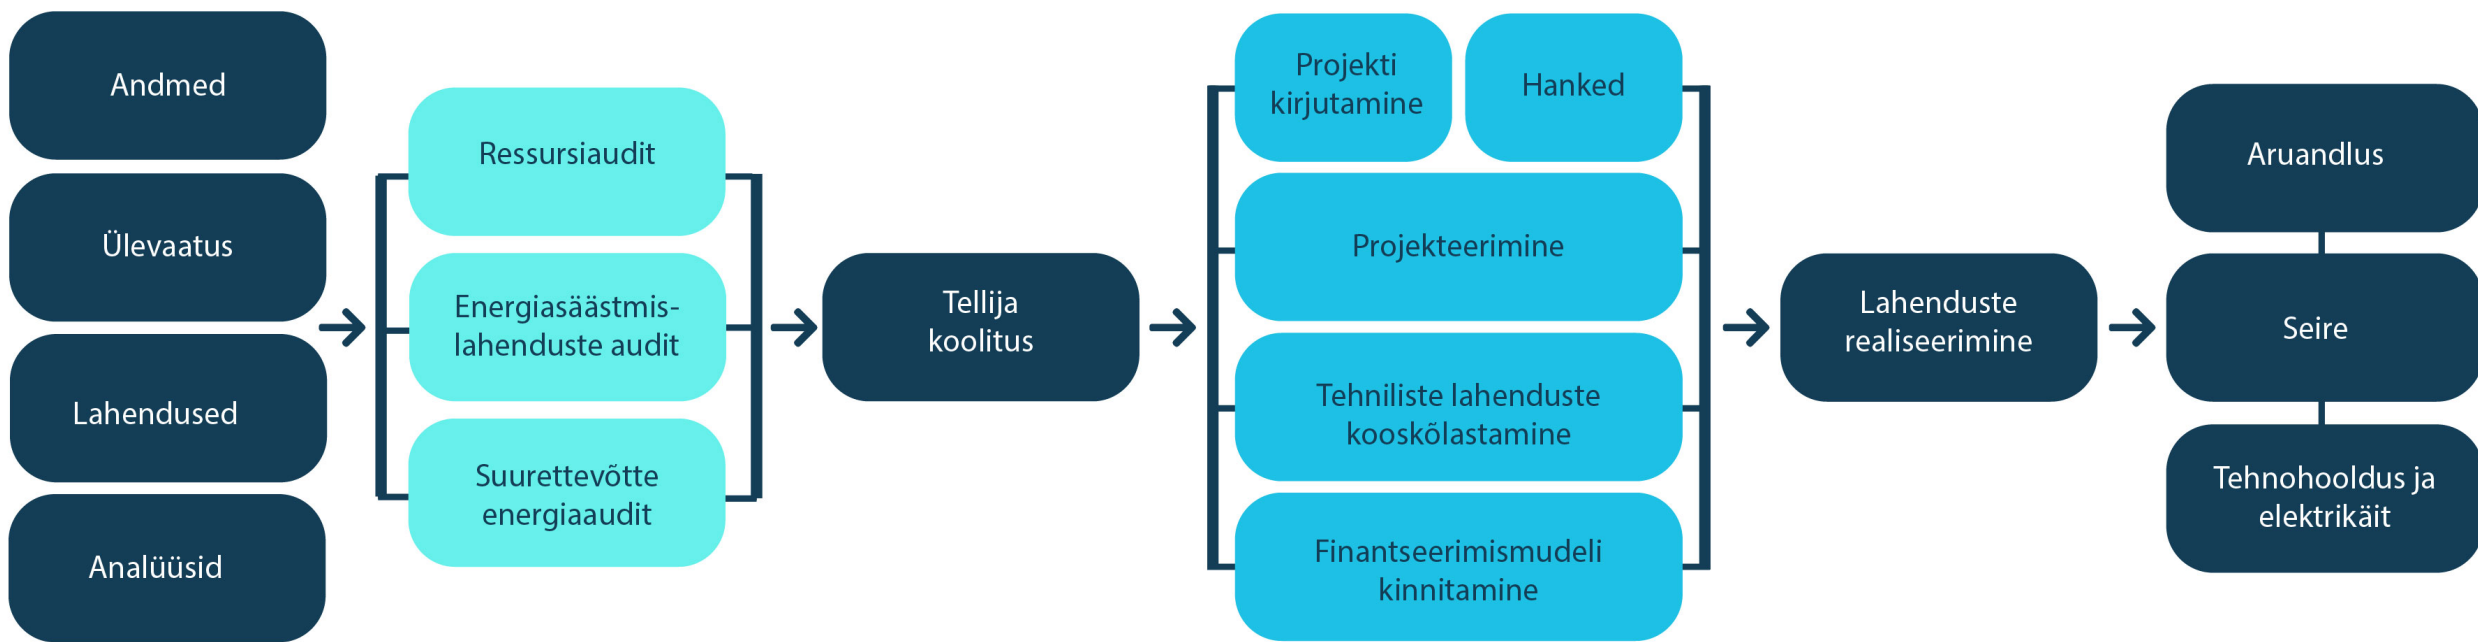 Andmed
Ülevaatus
Lahendused
Analüüsid
Ressursiaudit
Energiasäästmis-
lahenduste audit
Suurettevõtte
energiaaudit
Tellija
koolitus
Projekti
kirjutamine
Hanked
Projekteerimine
Tehniliste lahenduste
kooskõlastamine
Finantseerimismudeli
kinnitamine
Lahenduste
realiseerimine
Aruandlus
Seire
Tehnohooldus ja
elektrikäit